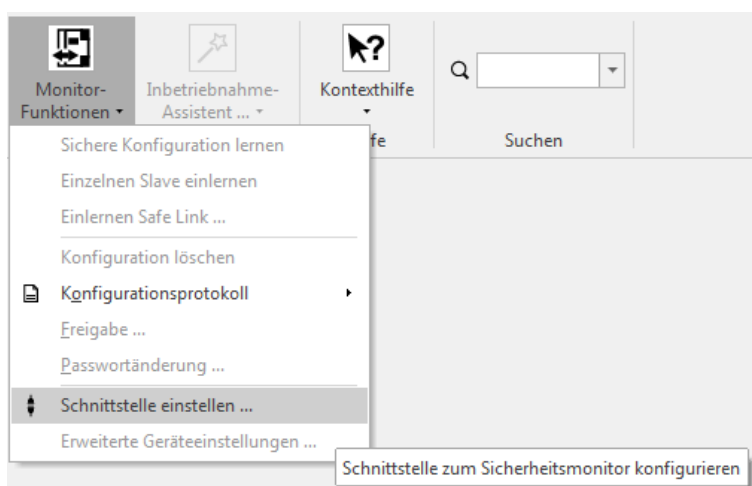 Monitor-
Funktionen
Inbetriebnahme-
Assistent ...
Kontexthilfe
fe
Suchen
Sichere Konfiguration lernen
Einzelnen Slave einlernen
Einlernen Safe Link ...
Konfiguration löschen
Konfigurationsprotokoll
Freigabe ...
Passwortänderung ...
Schnittstelle einstellen ...
Erweiterte Geräteeinstellungen ...
Schnittstelle zum Sicherheitsmonitor konfigurieren